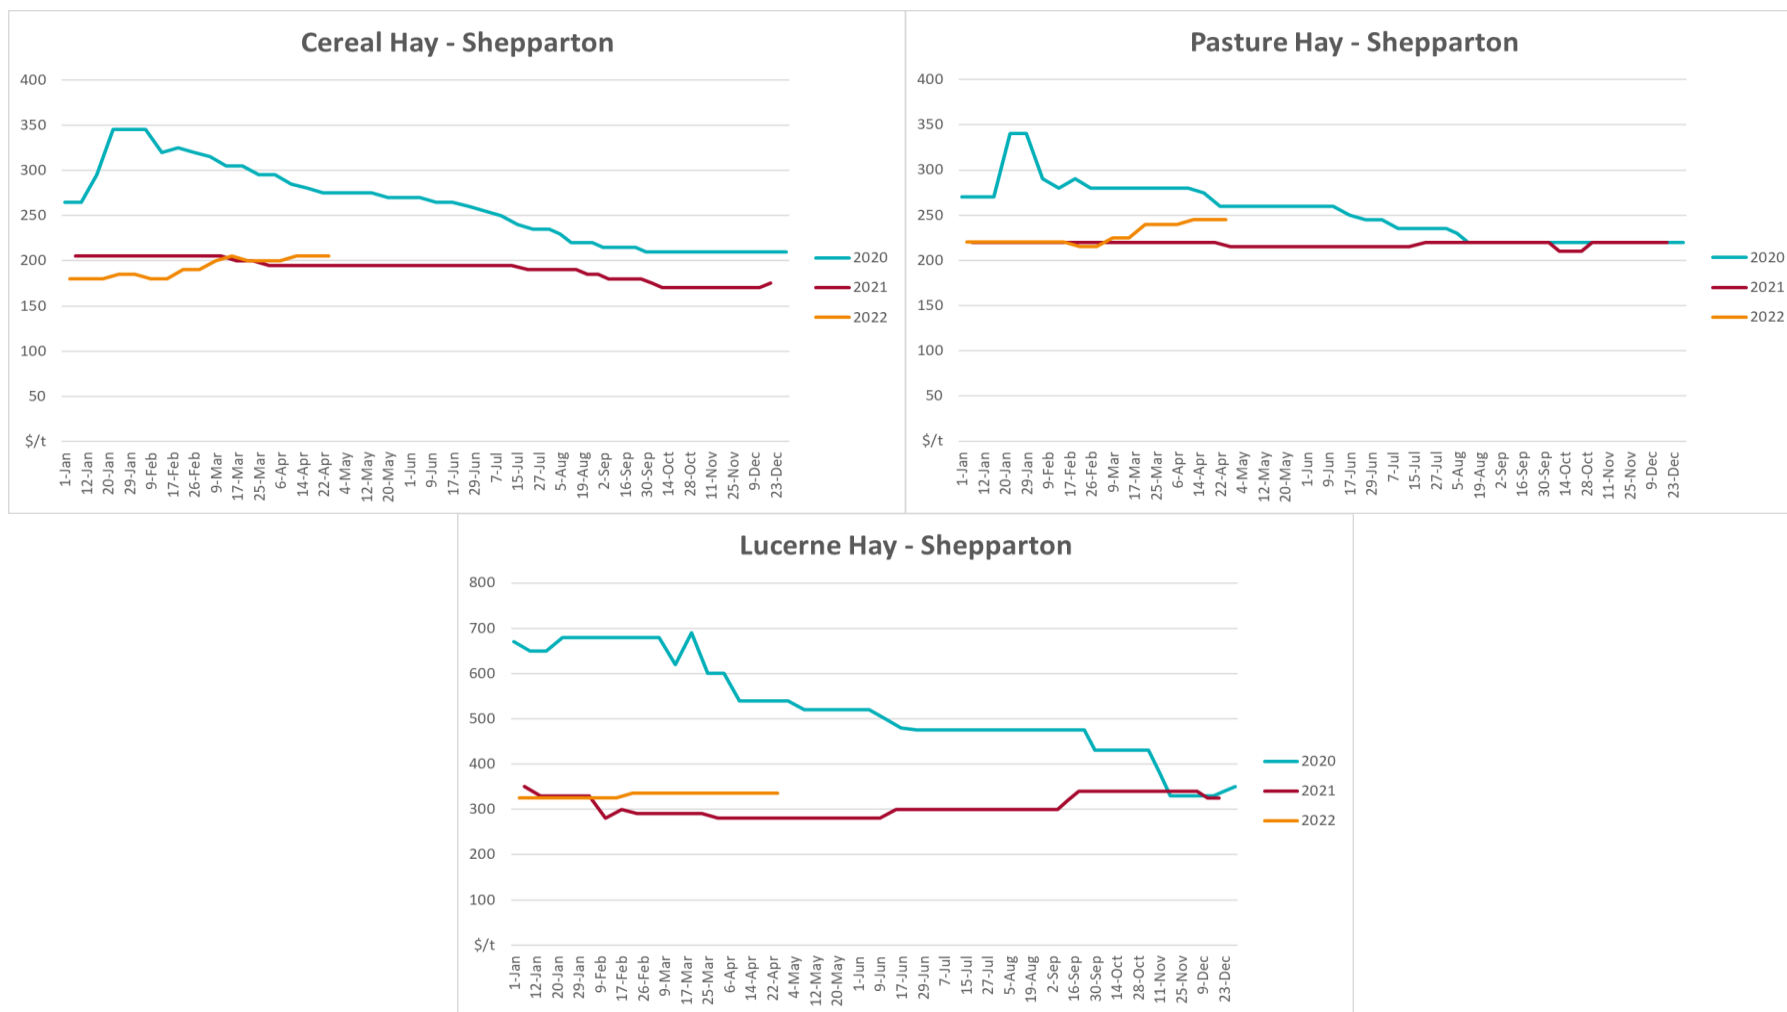 Cereal Hay - Shepparton
400
350
300
250
200
150
100
50
$/t
1-Jan
12-Jan
20-Jan
29-Jan
9-Feb
17-Feb
26-Feb
9-Mar
17-Mar
25-Mar
6-Apr
14-Apr
22-Apr
4-May
12-May
20-May
1-Jun
9-Jun
17-Jun
29-Jun
7-Jul
15-Jul
27-Jul
5-Aug
19-Aug
2-Sep
16-Sep
30-Sep
14-Oct
28-Oct
11-Nov
25-Nov
9-Dec
23-Dec
2020
2021
2022
Pasture Hay - Shepparton
400
350
300
250
200
150
100
50
$/t
1-Jan
12-Jan
20-Jan
29-Jan
9-Feb
17-Feb
26-Feb
9-Mar
17-Mar
25-Mar
6-Apr
14-Apr
22-Apr
4-May
12-May
20-May
1-Jun
9-Jun
17-Jun
29-Jun
7-Jul
15-Jul
27-Jul
5-Aug
19-Aug
2-Sep
16-Sep
30-Sep
14-Oct
28-Oct
11-Nov
25-Nov
9-Dec
23-Dec
2020
2021
2022
Lucerne Hay - Shepparton
800
700
600
500
400
300
200
100
$/t
1-Jan
12-Jan
20-Jan
29-Jan
9-Feb
17-Feb
26-Feb
9-Mar
17-Mar
25-Mar
6-Apr
14-Apr
22-Apr
4-May
12-May
20-May
1-Jun
9-Jun
17-Jun
29-Jun
7-Jul
15-Jul
27-Jul
5-Aug
19-Aug
2-Sep
16-Sep
30-Sep
14-Oct
28-Oct
11-Nov
25-Nov
9-Dec
23-Dec
2020
2021
2022